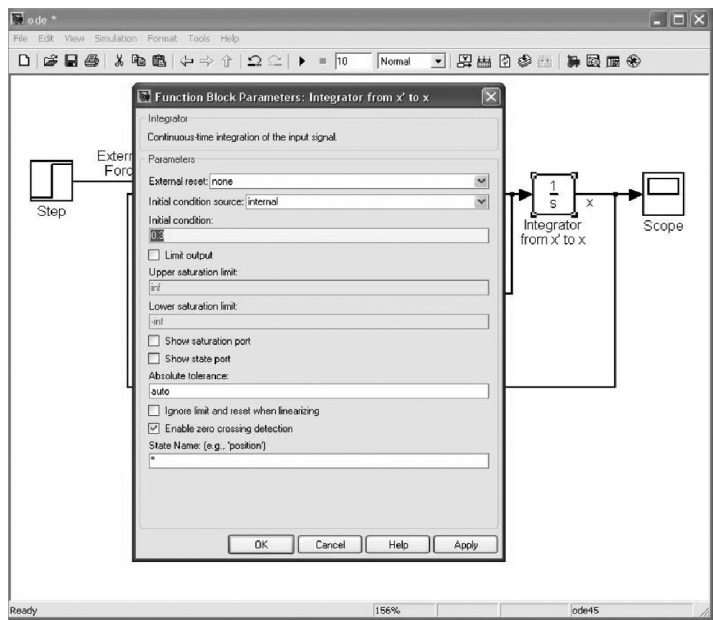 ode *
File Edit View Simulation Format Tools Help
10 Normal
Function Block Parameters: Integrator from x' to x
Integrator
Continuous-time integration of the input signal.
Parameters
External reset: none
Initial condition source: internal
Initial condition:
0.3
Limit output
Upper saturation limit:
inf
Lower saturation limit:
-inf
Show saturation port
Show state port
Absolute tolerance:
auto
Ignore limit and reset when linearizing
Enable zero crossing detection
State Name: (e.g., 'position')
OK Cancel Help Apply
Extern
Forc
Step
1
s
x
Integrator
from x' to x
Scope
Ready 156% ode45